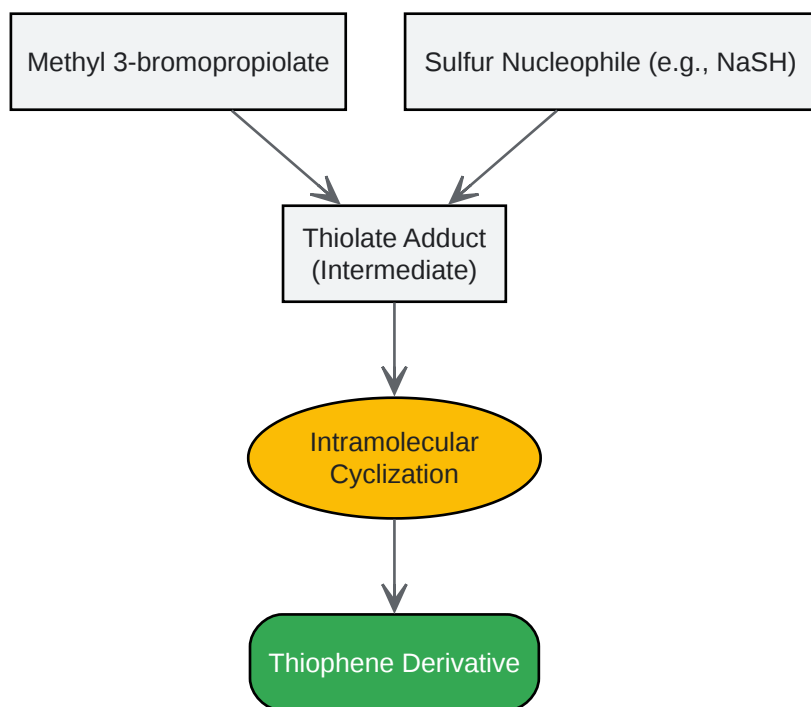 Methyl 3-bromopropiolate
Sulfur Nucleophile (e.g., NaSH)
Thiolate Adduct
(Intermediate)
Intramolecular
Cyclization
Thiophene Derivative